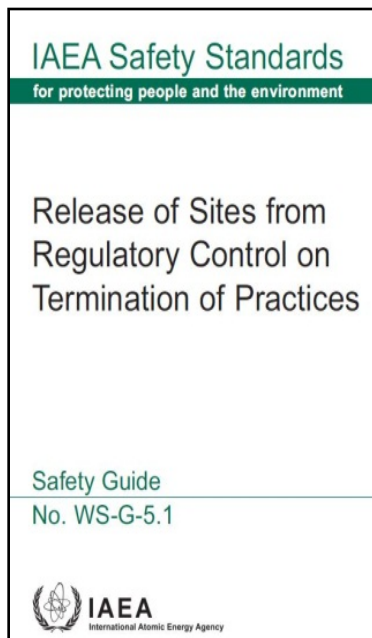 IAEA Safety Standards
for protecting people and the environment
Release of Sites from
Regulatory Control on
Termination of Practices
Safety Guide
No. WS-G-5.1
IAEA
International Atomic Energy Agency